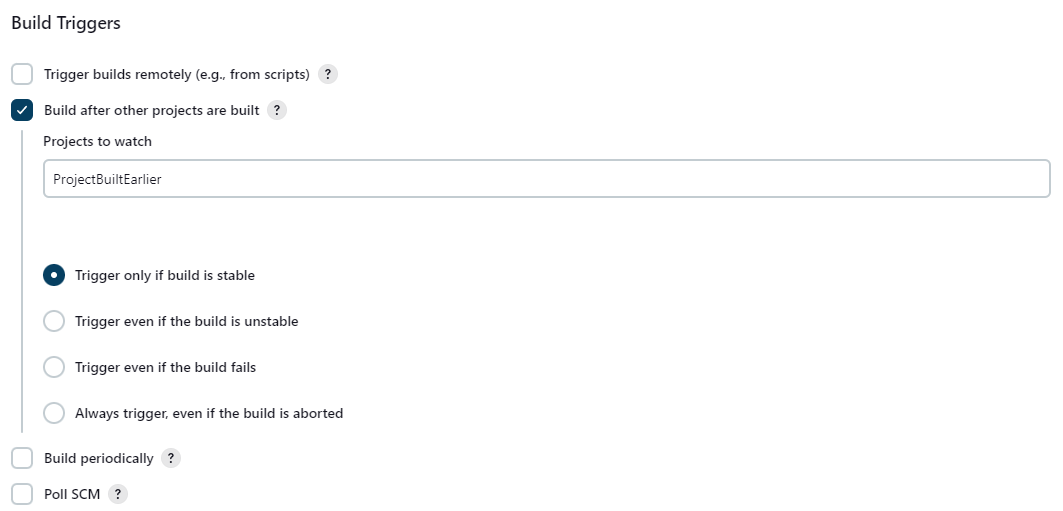 Build Triggers
Trigger builds remotely (e.g., from scripts) ?
Build after other projects are built ?
Projects to watch
ProjectBuiltEarlier
Trigger only if build is stable
Trigger even if the build is unstable
Trigger even if the build fails
Always trigger, even if the build is aborted
Build periodically ?
Poll SCM ?